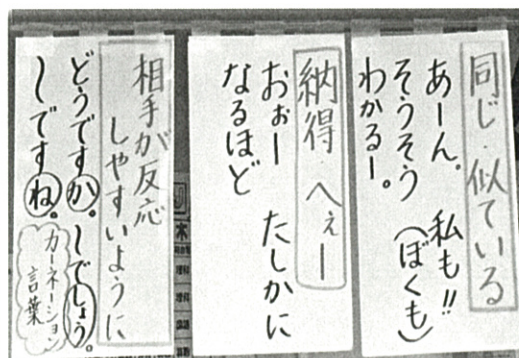 同じ・似ている
あーん。 私も!!
そうそう (ぼくも)
わかるー。
納得・へぇー
おぉー たしかに
なるほど
相手が反応
しやすいように
どうですか。〜でしょう。
〜ですね。
カーネーション
言葉